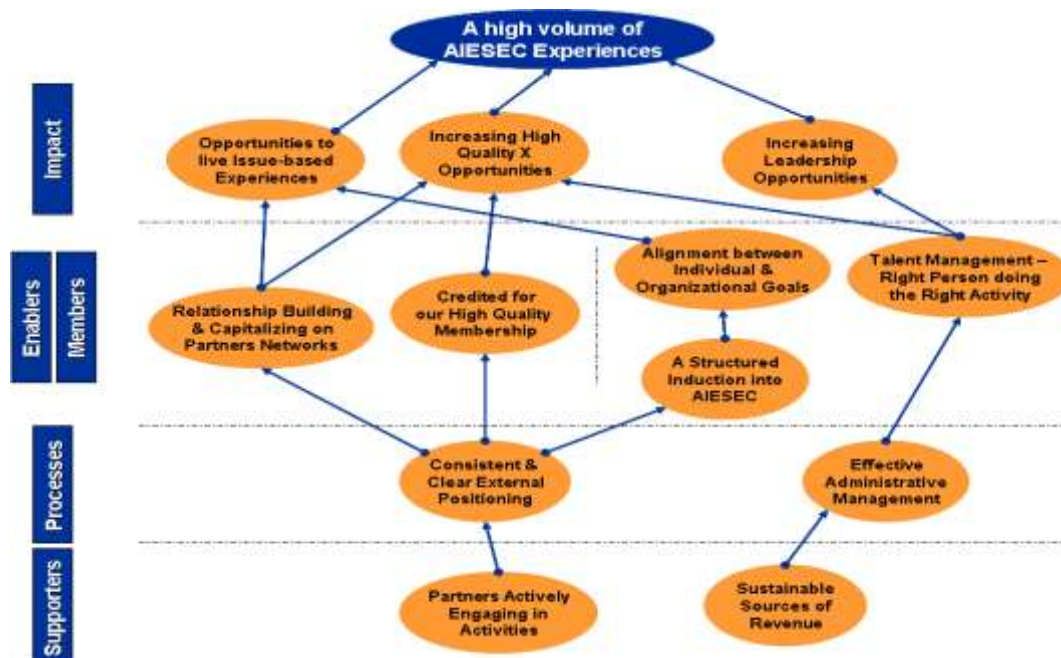 A high volume of
AIESEC Experiences
Impact
Opportunities to
live Issue-based
Experiences
Increasing High
Quality X
Opportunities
Increasing
Leadership
Opportunities
Enablers
Members
Relationship Building
& Capitalizing on
Partners Networks
Credited for
our High Quality
Membership
Alignment between
Individual &
Organizational Goals
Talent Management –
Right Person doing
the Right Activity
A Structured
Induction into
AIESEC
Processes
Consistent &
Clear External
Positioning
Effective
Administrative
Management
Supporters
Partners Actively
Engaging in
Activities
Sustainable
Sources of
Revenue